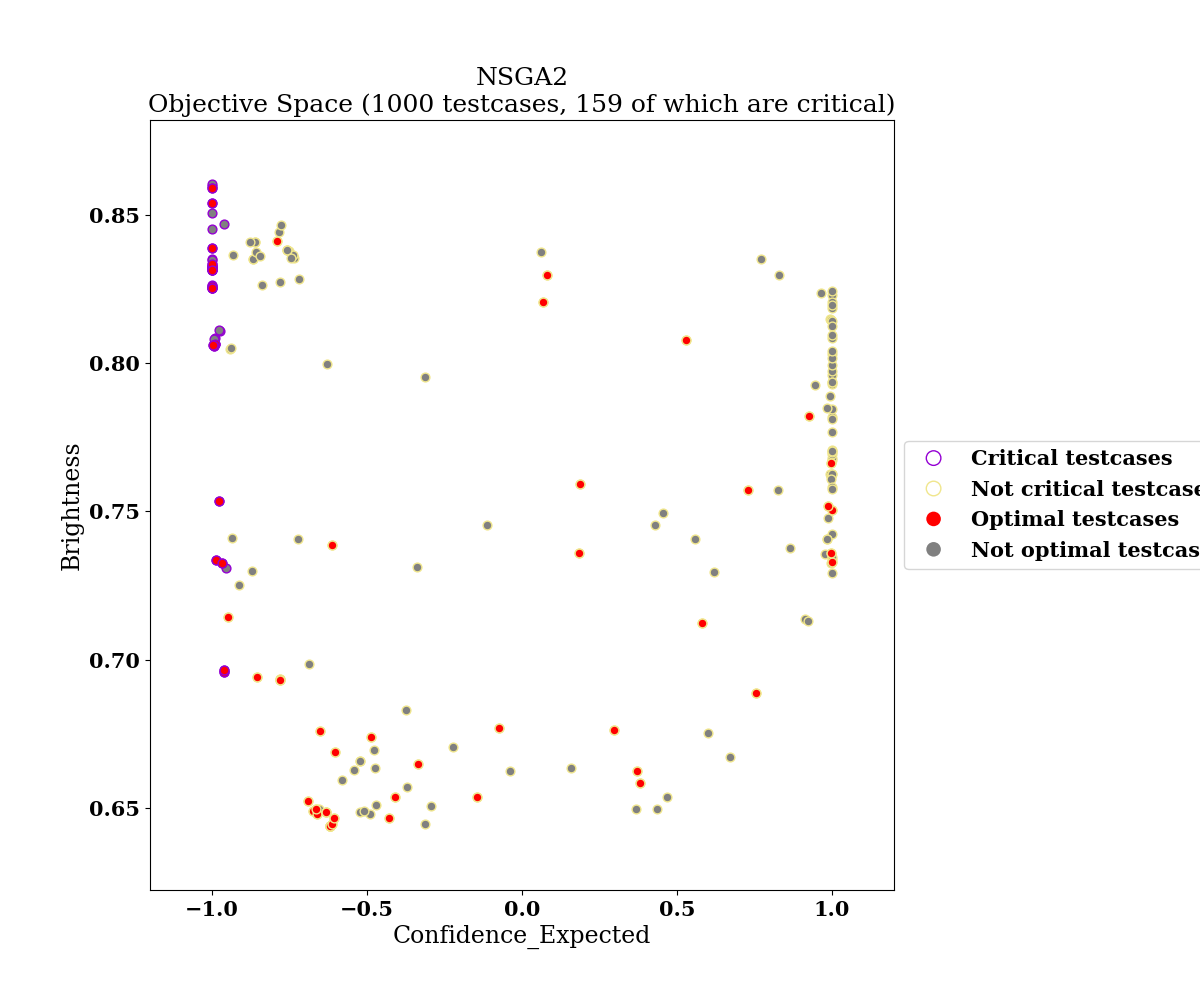 NSGA2
Objective Space (1000 testcases, 159 of which are critical)
0.85
0.80
0.75
0.70
0.65
Brightness
−1.0
−0.5
0.0
0.5
1.0
Confidence_Expected
Critical testcases
Not critical testcase
Optimal testcases
Not optimal testcas